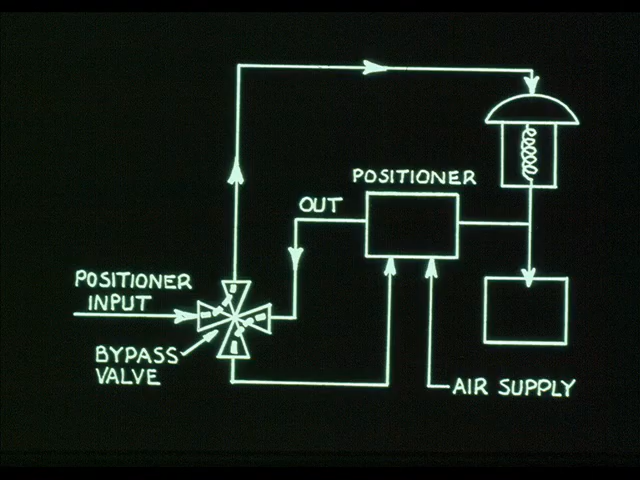 POSITIONER
OUT
POSITIONER
INPUT
BYPASS
VALVE
AIR SUPPLY